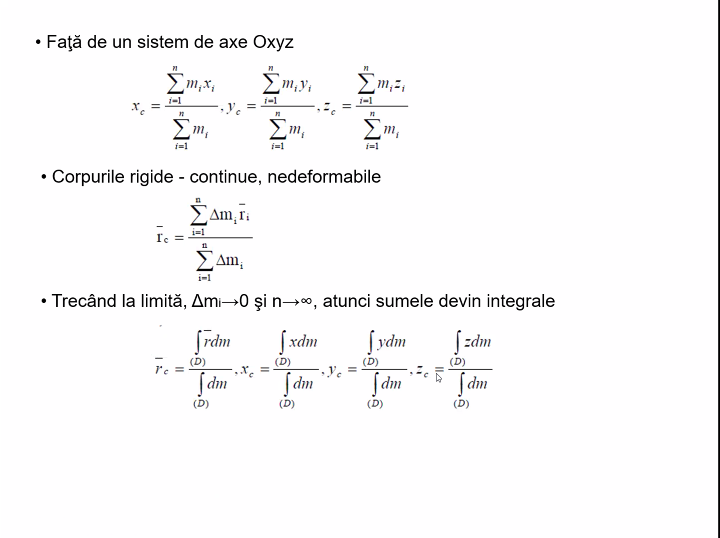 • Faţă de un sistem de axe Oxyz
x_c = \frac{\sum_{i=1}^{n} m_i x_i}{\sum_{i=1}^{n} m_i}, y_c = \frac{\sum_{i=1}^{n} m_i y_i}{\sum_{i=1}^{n} m_i}, z_c = \frac{\sum_{i=1}^{n} m_i z_i}{\sum_{i=1}^{n} m_i}
• Corpurile rigide - continue, nedeformabile
\bar{r}_c = \frac{\sum_{i=1}^{n} Δm_i \bar{r}_i}{\sum_{i=1}^{n} Δm_i}
• Trecând la limită, Δmi→0 şi n→∞, atunci sumele devin integrale
\bar{r}_c = \frac{\int_{(D)} \bar{r} dm}{\int_{(D)} dm}, x_c = \frac{\int_{(D)} x dm}{\int_{(D)} dm}, y_c = \frac{\int_{(D)} y dm}{\int_{(D)} dm}, z_c = \frac{\int_{(D)} z dm}{\int_{(D)} dm}